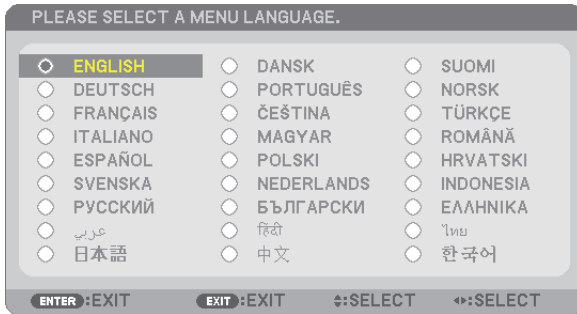 PLEASE SELECT A MENU LANGUAGE.
ENGLISH DANSK SUOMI
DEUTSCH PORTUGUÊS NORSK
FRANÇAIS ČEŠTINA TÜRKÇE
ITALIANO MAGYAR ROMÂNĂ
ESPAÑOL POLSKI HRVATSKI
SVENSKA NEDERLANDS INDONESIA
РУССКИЙ БЪЛГАРСКИ ΕΛΛΗΝΙΚΑ
عربي हिंदी ไทย
日本語 中文 한국어
ENTER :EXIT EXIT :EXIT :SELECT :SELECT